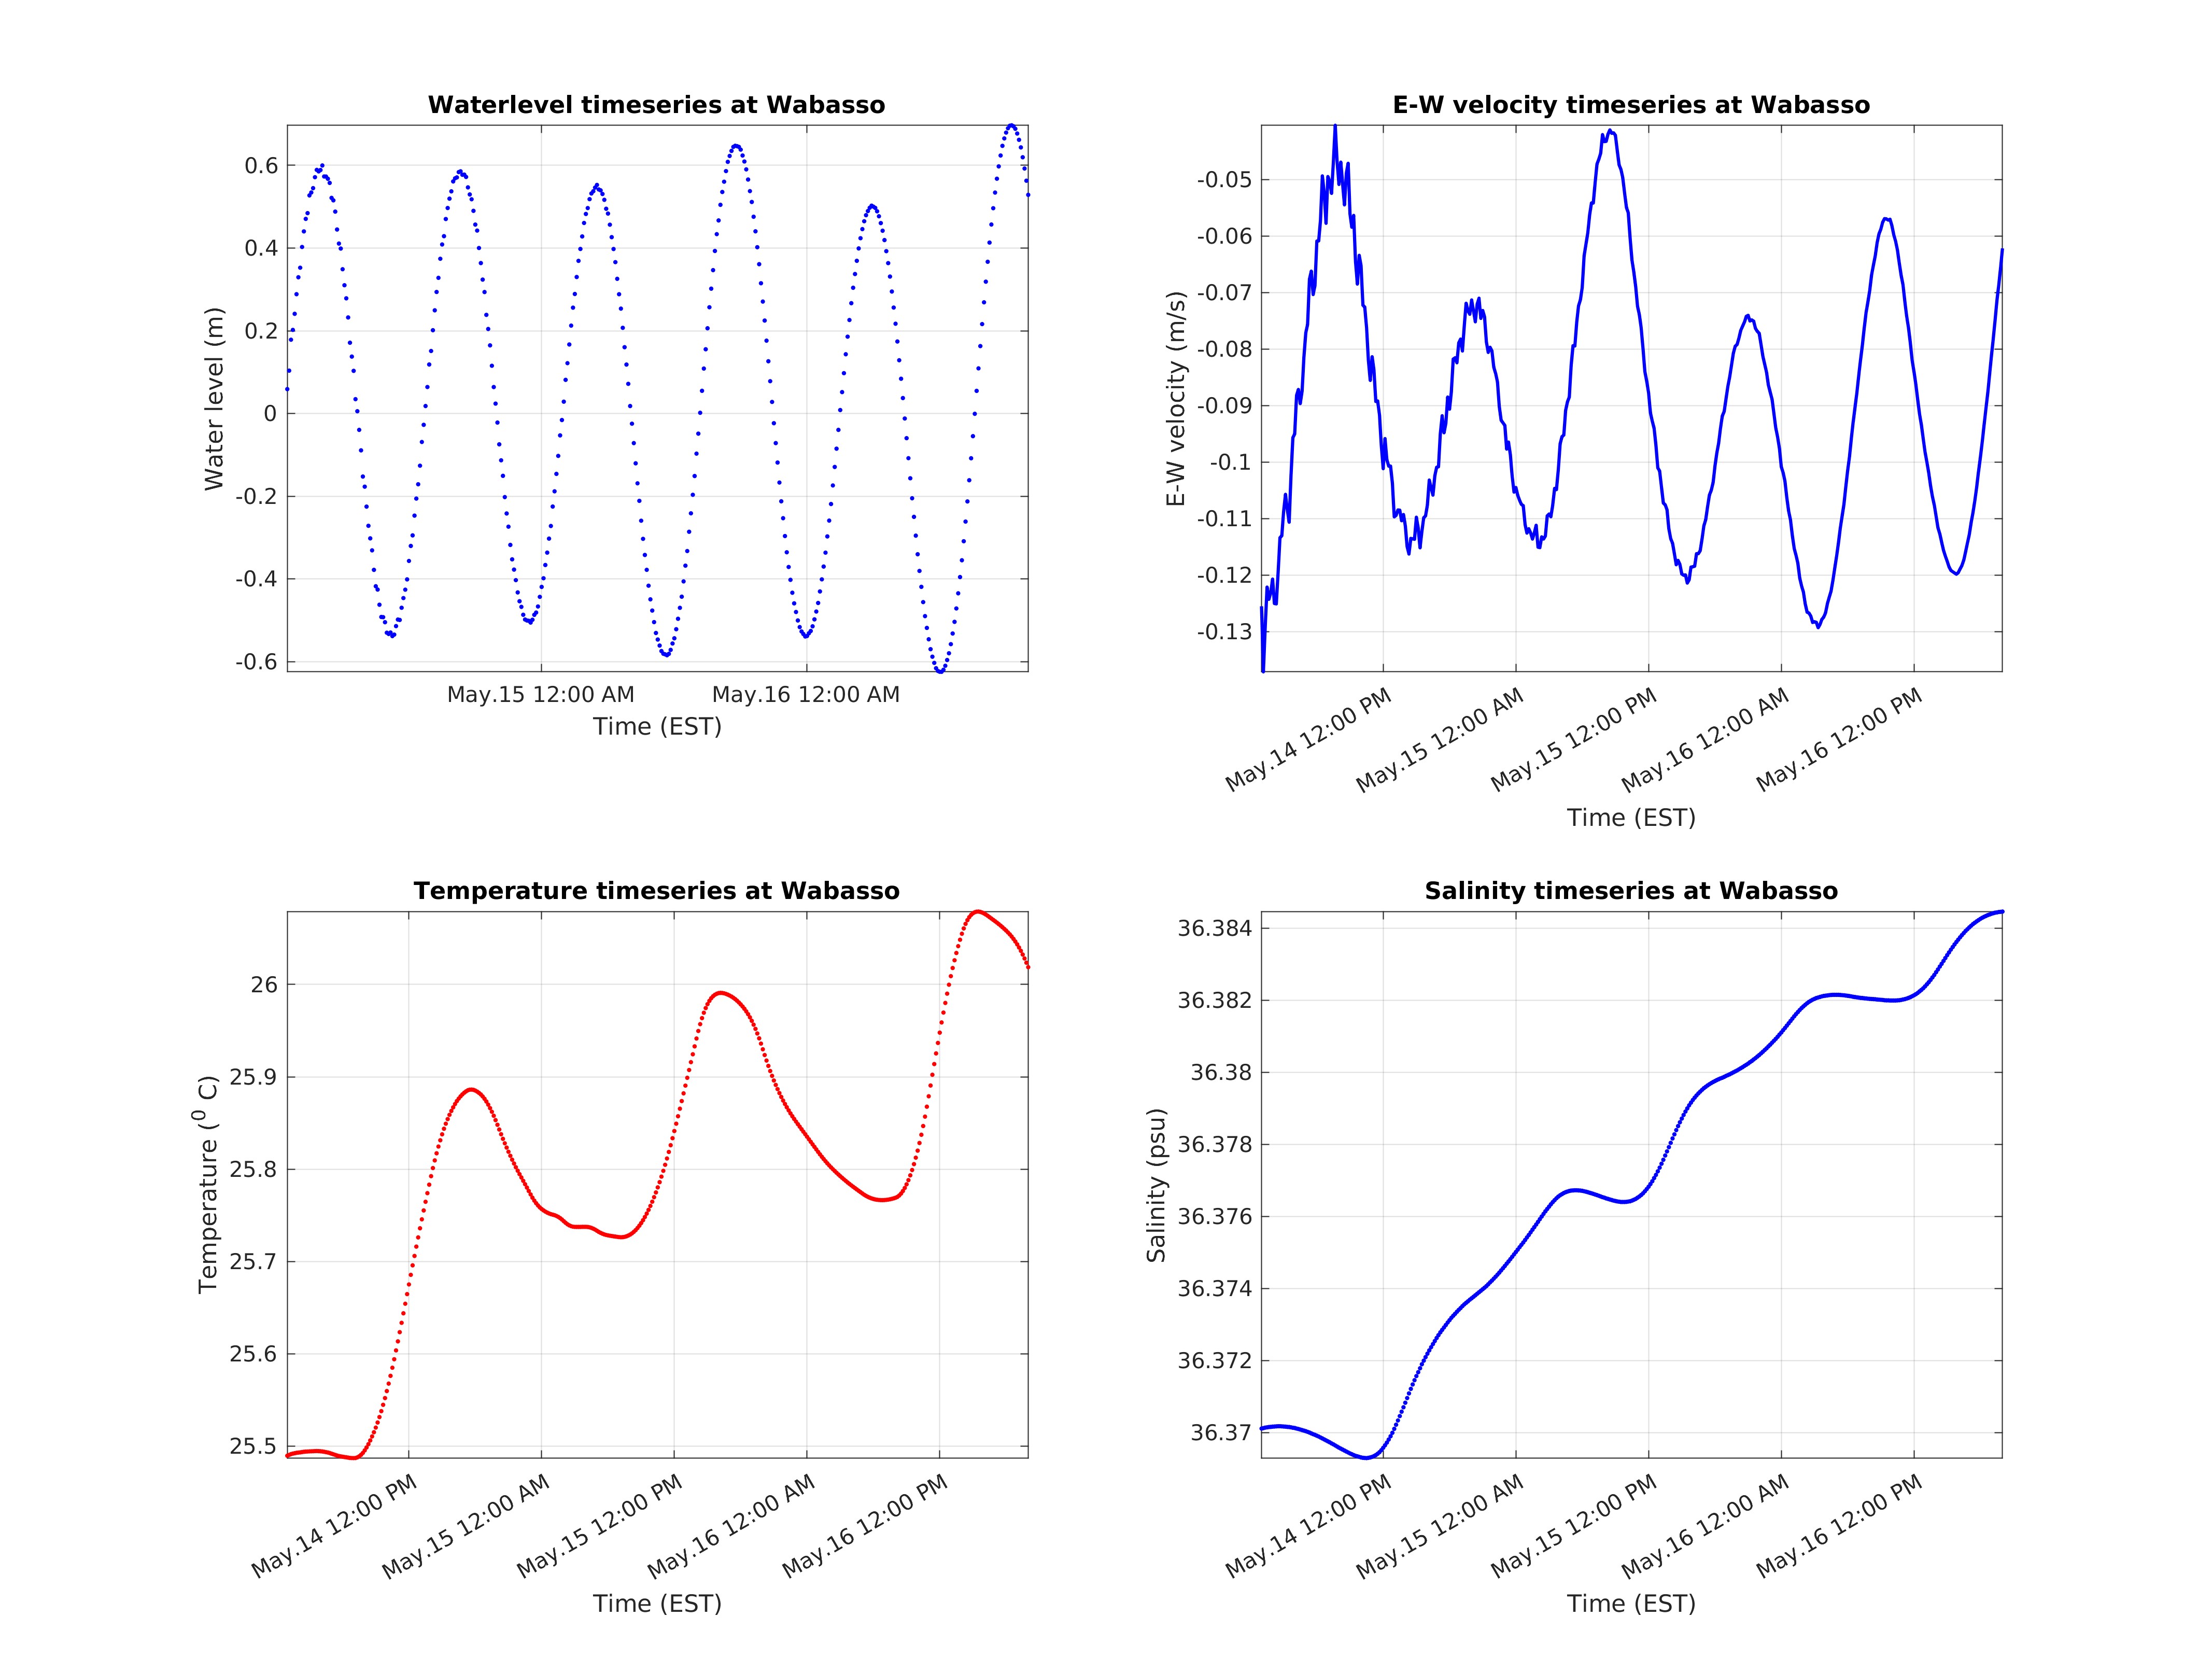 Waterlevel timeseries at Wabasso
0.6
0.4
0.2
0
-0.2
-0.4
-0.6
Water level (m)
May.15 12:00 AM
May.16 12:00 AM
Time (EST)
E-W velocity timeseries at Wabasso
-0.05
-0.06
-0.07
-0.08
-0.09
-0.1
-0.11
-0.12
-0.13
E-W velocity (m/s)
May.14 12:00 PM
May.15 12:00 AM
May.15 12:00 PM
May.16 12:00 AM
May.16 12:00 PM
Time (EST)
Temperature timeseries at Wabasso
26
25.9
25.8
25.7
25.6
25.5
Temperature (⁰ C)
May.14 12:00 PM
May.15 12:00 AM
May.15 12:00 PM
May.16 12:00 AM
May.16 12:00 PM
Time (EST)
Salinity timeseries at Wabasso
36.384
36.382
36.38
36.378
36.376
36.374
36.372
36.37
Salinity (psu)
May.14 12:00 PM
May.15 12:00 AM
May.15 12:00 PM
May.16 12:00 AM
May.16 12:00 PM
Time (EST)